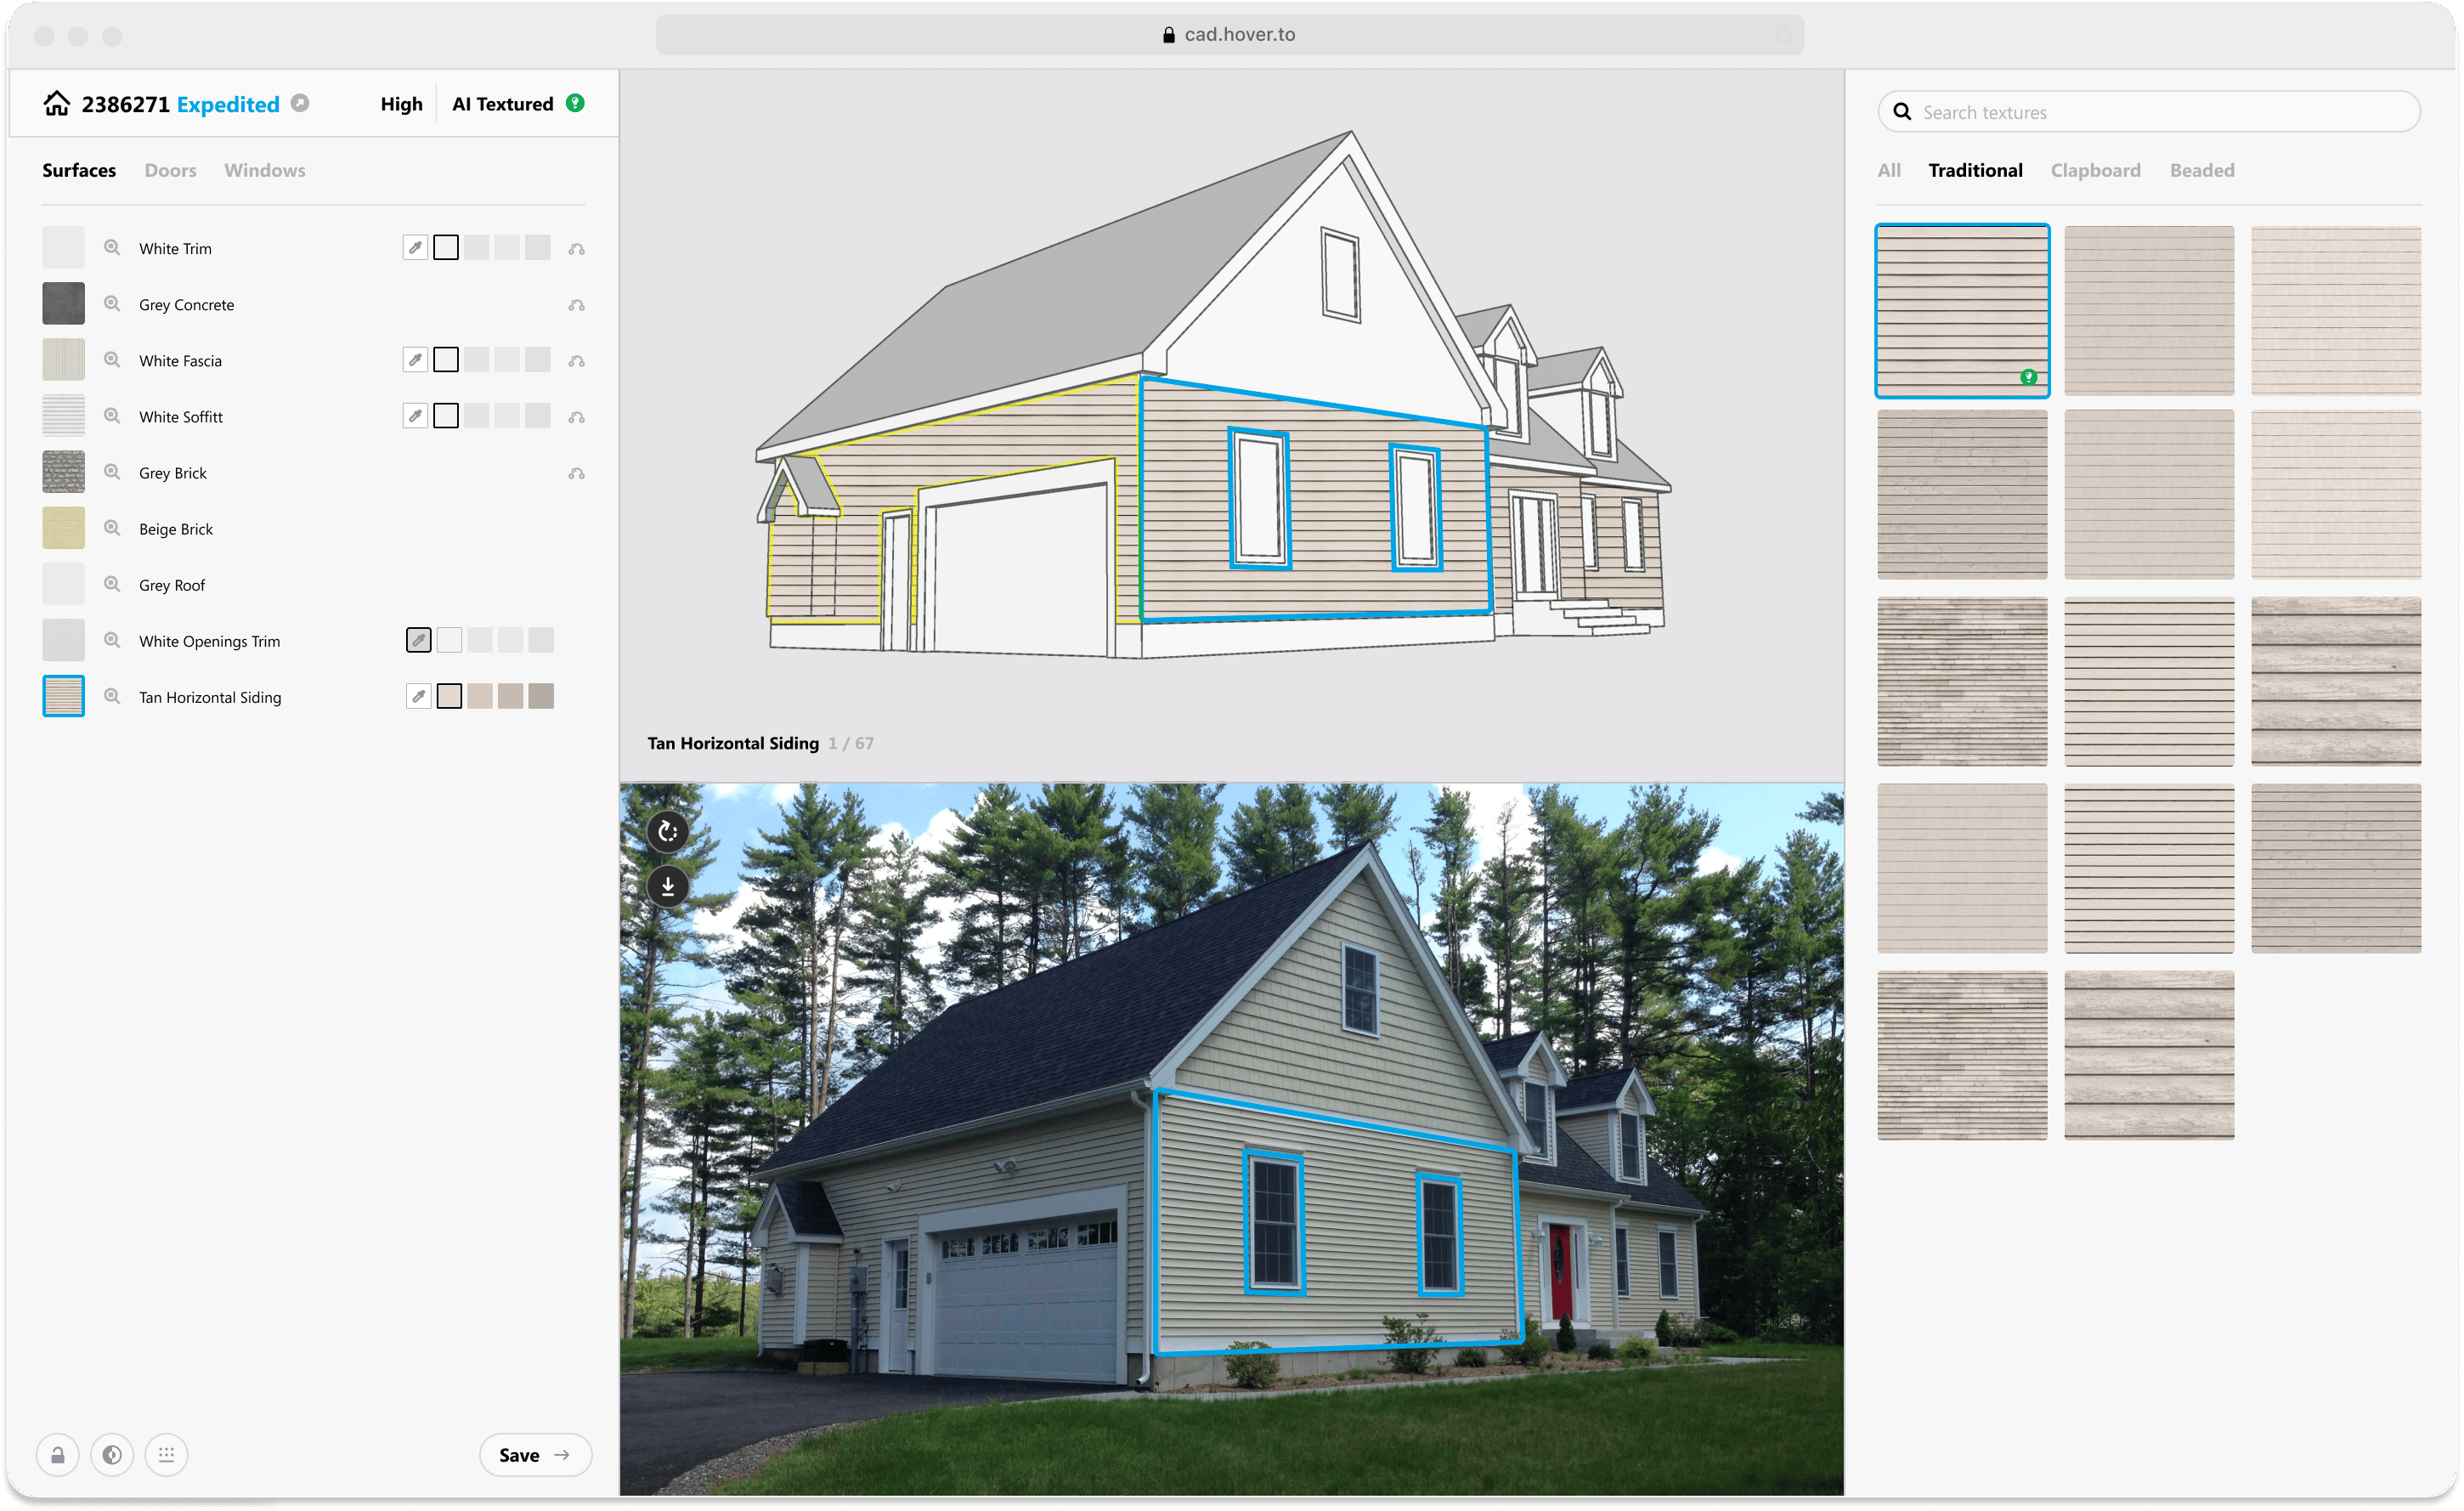 cad.hover.to
2386271 Expedited
High
AI Textured
Surfaces Doors Windows
White Trim
Grey Concrete
White Fascia
White Soffitt
Grey Brick
Beige Brick
Grey Roof
White Openings Trim
Tan Horizontal Siding
Save
Tan Horizontal Siding 1 / 67
Search textures
All Traditional Clapboard Beaded